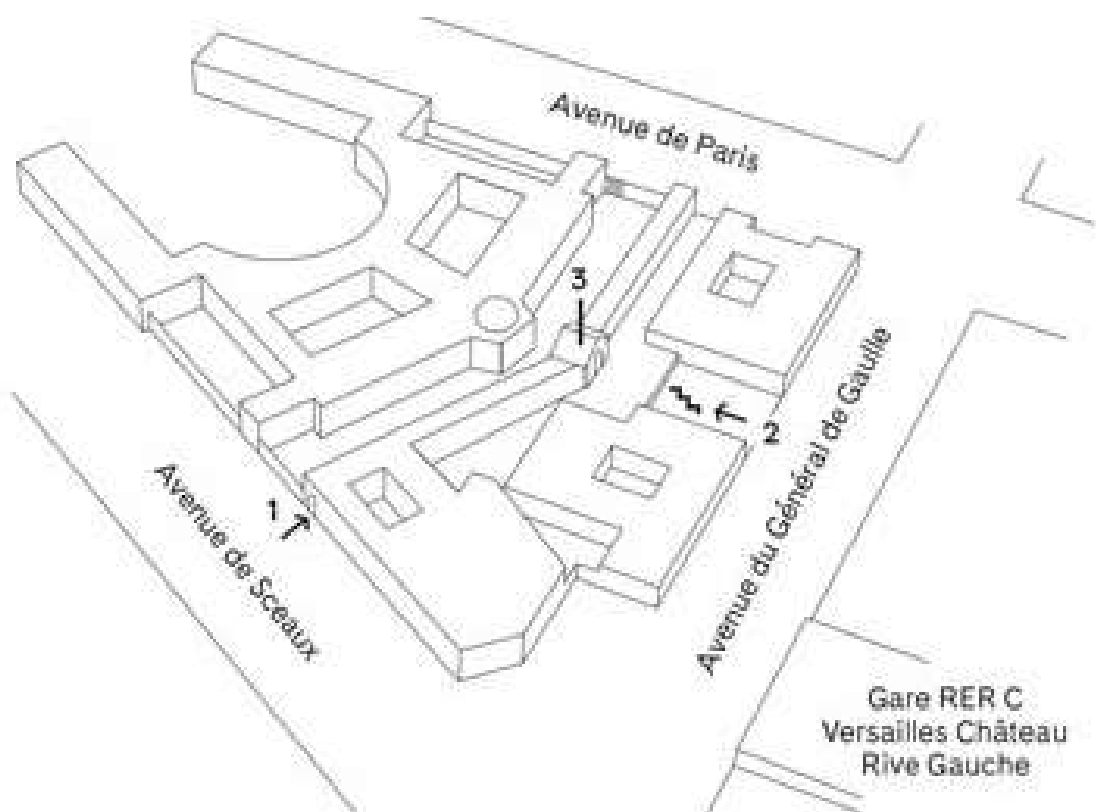 Avenue de Paris
3
2
1
Avenue de Sceaux
Avenue du Général de Gaulle
Gare RER C
Versailles Château
Rive Gauche